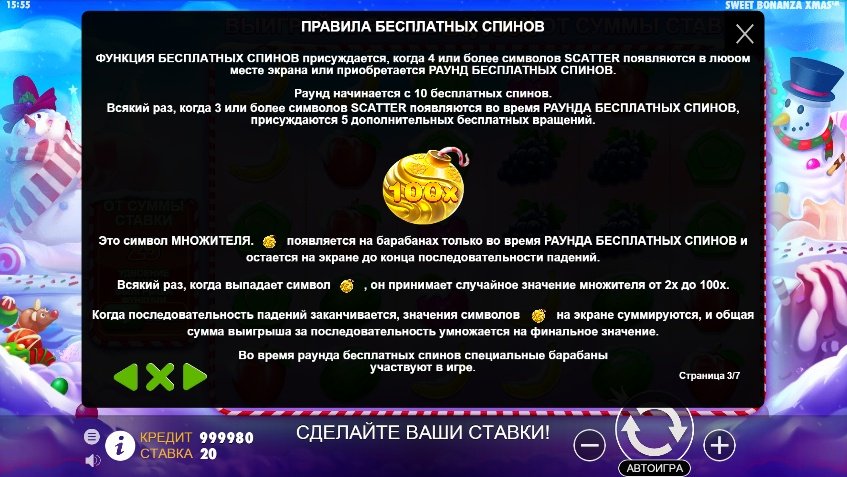 15:55
SWEET BONANZA XMAS™
ПРАВИЛА БЕСПЛАТНЫХ СПИНОВ
ФУНКЦИЯ БЕСПЛАТНЫХ СПИНОВ присуждается, когда 4 или более символов SCATTER появляются в любом
месте экрана или приобретается РАУНД БЕСПЛАТНЫХ СПИНОВ.
Раунд начинается с 10 бесплатных спинов.
Всякий раз, когда 3 или более символов SCATTER появляются во время РАУНДА БЕСПЛАТНЫХ СПИНОВ,
присуждаются 5 дополнительных бесплатных вращений.
100x
Это символ МНОЖИТЕЛЯ. появляется на барабанах только во время РАУНДА БЕСПЛАТНЫХ СПИНОВ и
остается на экране до конца последовательности падений.
Всякий раз, когда выпадает символ , он принимает случайное значение множителя от 2x до 100x.
Когда последовательность падений заканчивается, значения символов на экране суммируются, и общая
сумма выигрыша за последовательность умножается на финальное значение.
Во время раунда бесплатных спинов специальные барабаны
участвуют в игре.
Страница 3/7
КРЕДИТ 999980
СТАВКА 20
СДЕЛАЙТЕ ВАШИ СТАВКИ!
АВТОИГРА